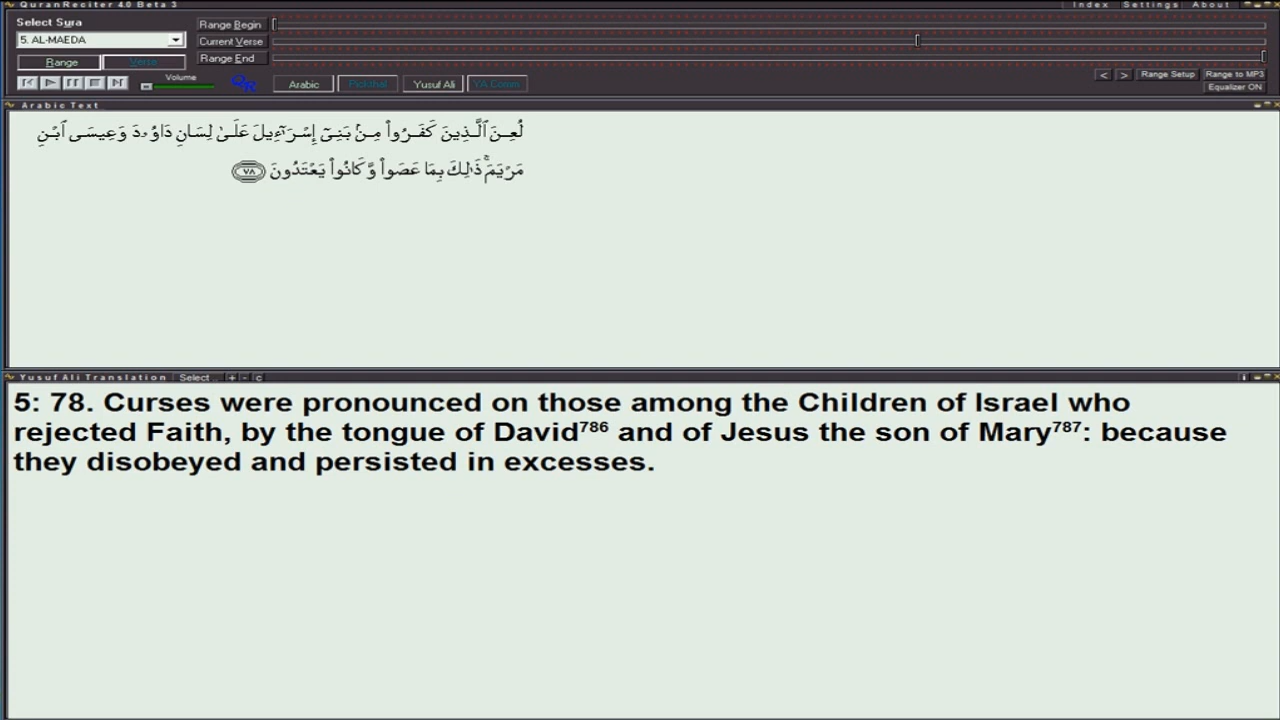 QuranReciter 4.0 Beta 3
Index Settings About
Select Sura
5. AL-MAEDA
Range Verse
Volume
Range Begin
Current Verse
Range End
Arabic Pickthal Yusuf Ali YA Comm
< > Range Setup Range to MP3
Equalizer ON
Arabic Text
لُعِنَ ٱلَّذِينَ كَفَرُواْ مِنۢ بَنِىٓ إِسۡرَٰٓءِيلَ عَلَىٰ لِسَانِ دَاوُۥدَ وَعِيسَى ٱبۡنِ
مَرۡيَمَۚ ذَٰلِكَ بِمَا عَصَواْ وَّكَانُواْ يَعۡتَدُونَ ٧٨
Yusuf Ali Translation Select... + - c
5: 78. Curses were pronounced on those among the Children of Israel who
rejected Faith, by the tongue of David786 and of Jesus the son of Mary787: because
they disobeyed and persisted in excesses.